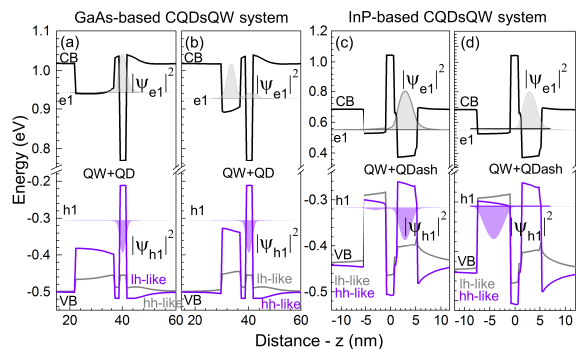 GaAs-based CQDsQW system
InP-based CQDsQW system
(a)
(b)
(c)
(d)
CB
CB
CB
CB
|ψe1|²
|ψe1|²
|ψe1|²
|ψe1|²
e1
e1
e1
e1
1.0
0.9
0.8
1.2
1.0
0.8
0.6
0.4
Energy (eV)
QW+QD
QW+QD
QW+QDash
QW+QDash
-0.2
-0.3
-0.4
-0.5
-0.3
-0.4
-0.5
h1
h1
h1
h1
|ψh1|²
|ψh1|²
|ψh1|²
|ψh1|²
VB
VB
VB
VB
lh-like
hh-like
lh-like
hh-like
lh-like
hh-like
lh-like
hh-like
20 40 60
20 40 60
-10 -5 0 5 10
-10 -5 0 5 10
Distance - z (nm)